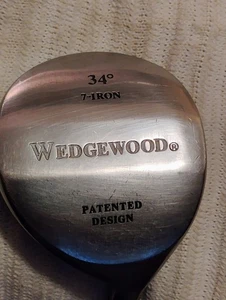 34°
7-IRON
WEDGEWOOD®
PATENTED
DESIGN